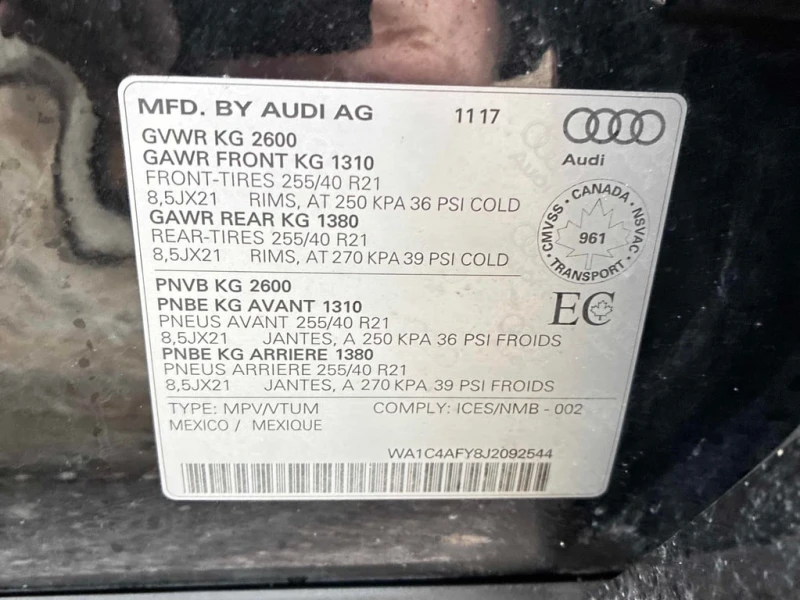 MFD. BY AUDI AG 11 17
Audi
GVWR KG 2600
GAWR FRONT KG 1310
FRONT-TIRES 255/40 R21
8,5JX21 RIMS, AT 250 KPA 36 PSI COLD
GAWR REAR KG 1380
REAR-TIRES 255/40 R21
8,5JX21 RIMS, AT 270 KPA 39 PSI COLD
CMVSS · CANADA · NSVAC · TRANSPORT ·
961
PNVB KG 2600
PNBE KG AVANT 1310
PNEUS AVANT 255/40 R21
8,5JX21 JANTES, A 250 KPA 36 PSI FROIDS
PNBE KG ARRIERE 1380
PNEUS ARRIERE 255/40 R21
8,5JX21 JANTES, A 270 KPA 39 PSI FROIDS
EC
TYPE: MPV/VTUM COMPLY: ICES/NMB - 002
MEXICO / MEXIQUE
WA1C4AFY8J2092544